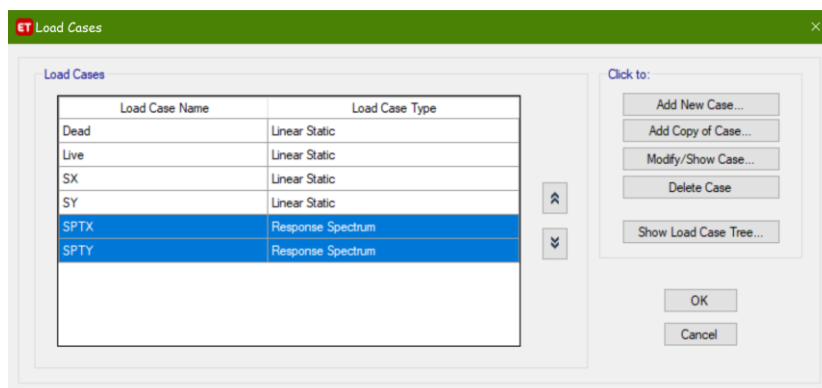 ET Load Cases
Load Cases
Load Case Name Load Case Type
Dead Linear Static
Live Linear Static
SX Linear Static
SY Linear Static
SPTX Response Spectrum
SPTY Response Spectrum
Click to:
Add New Case...
Add Copy of Case...
Modify/Show Case...
Delete Case
Show Load Case Tree...
OK
Cancel